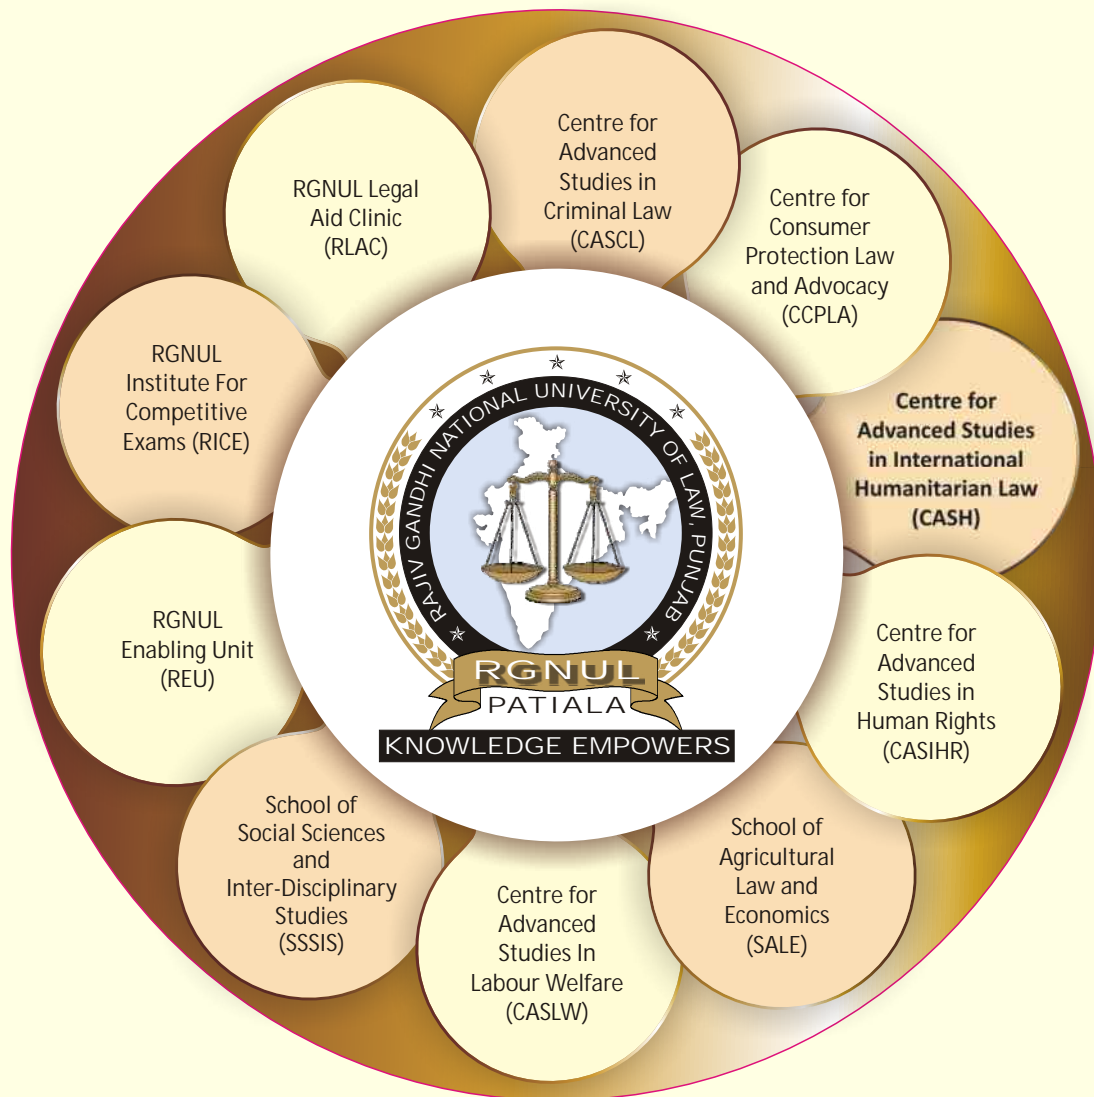 Centre for
Advanced
Studies in
Criminal Law
(CASCL)
Centre for
Consumer
Protection Law
and Advocacy
(CCPLA)
Centre for
Advanced Studies
in International
Humanitarian Law
(CASH)
Centre for
Advanced
Studies in
Human Rights
(CASIHR)
School of
Agricultural
Law and
Economics
(SALE)
Centre for
Advanced
Studies In
Labour Welfare
(CASLW)
School of
Social Sciences
and
Inter-Disciplinary
Studies
(SSSIS)
RGNUL
Enabling Unit
(REU)
RGNUL
Institute For
Competitive
Exams (RICE)
RGNUL Legal
Aid Clinic
(RLAC)
RAJIV GANDHI NATIONAL UNIVERSITY OF LAW, PUNJAB
RGNUL
PATIALA
KNOWLEDGE EMPOWERS